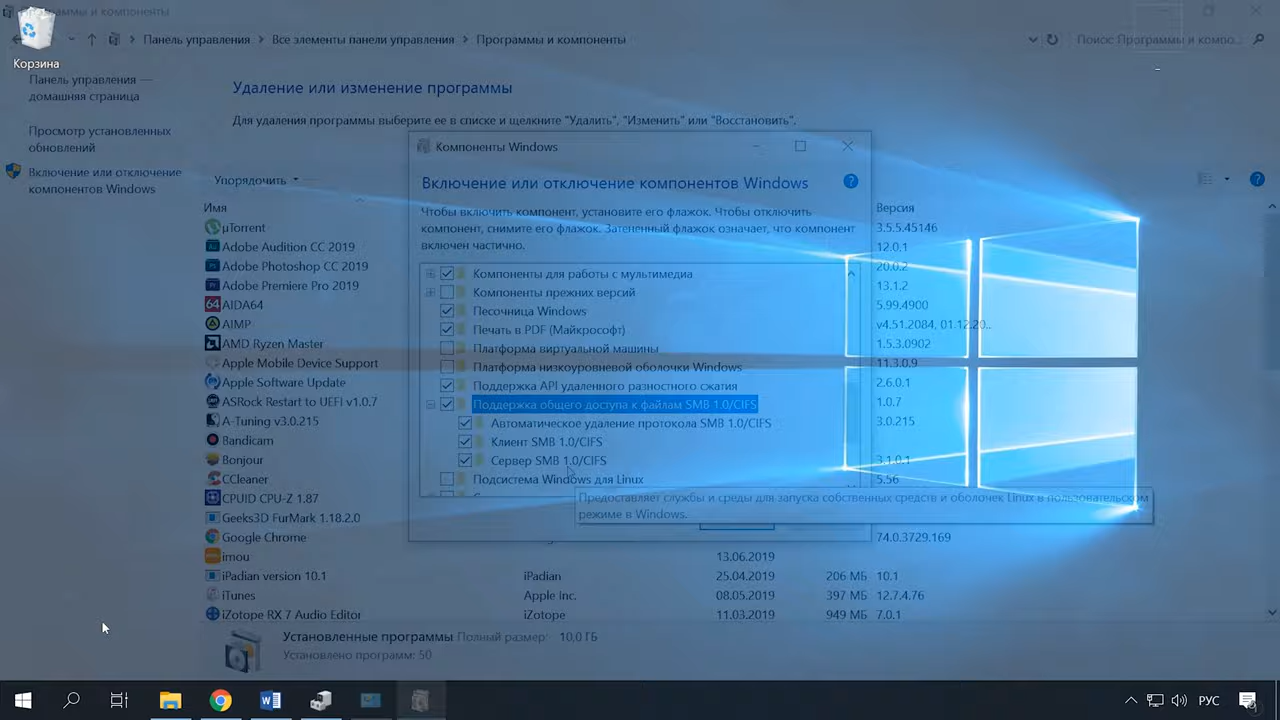 Программы и компоненты
Корзина
Панель управления
Все элементы панели управления
Программы и компоненты
Поиск: Программы и компо...
Панель управления —
домашняя страница
Просмотр установленных
обновлений
Включение или отключение
компонентов Windows
Удаление или изменение программы
Для удаления программы выберите ее в списке и щелкните "Удалить", "Изменить" или "Восстановить".
Упорядочить
Имя
Версия
µTorrent
3.5.5.45146
Adobe Audition CC 2019
12.0.1
Adobe Photoshop CC 2019
20.0.2
Adobe Premiere Pro 2019
13.1.2
AIDA64
5.99.4900
AIMP
v4.51.2084, 01.12.20...
AMD Ryzen Master
1.5.3.0902
Apple Mobile Device Support
11.3.0.9
Apple Software Update
2.6.0.1
ASRock Restart to UEFI v1.0.7
1.0.7
A-Tuning v3.0.215
3.0.215
Bandicam
Bonjour
3.1.0.1
CCleaner
5.56
CPUID CPU-Z 1.87
Geeks3D FurMark 1.18.2.0
Google Chrome
74.0.3729.169
imou
13.06.2019
iPadian version 10.1
iPadian
25.04.2019
206 МБ
10.1
iTunes
Apple Inc.
08.05.2019
397 МБ
12.7.4.76
iZotope RX 7 Audio Editor
iZotope
11.03.2019
949 МБ
7.0.1
Установленные программы Полный размер: 10,0 ГБ
Установлено программ: 50
Компоненты Windows
Включение или отключение компонентов Windows
Чтобы включить компонент, установите его флажок. Чтобы отключить
компонент, снимите его флажок. Затененный флажок означает, что компонент
включен частично.
Компоненты для работы с мультимедиа
Компоненты прежних версий
Песочница Windows
Печать в PDF (Майкрософт)
Платформа виртуальной машины
Платформа низкоуровневой оболочки Windows
Поддержка API удаленного разностного сжатия
Поддержка общего доступа к файлам SMB 1.0/CIFS
Автоматическое удаление протокола SMB 1.0/CIFS
Клиент SMB 1.0/CIFS
Сервер SMB 1.0/CIFS
Подсистема Windows для Linux
Предоставляет службы и среды для запуска собственных средств и оболочек Linux в пользовательском
режиме в Windows.
РУС